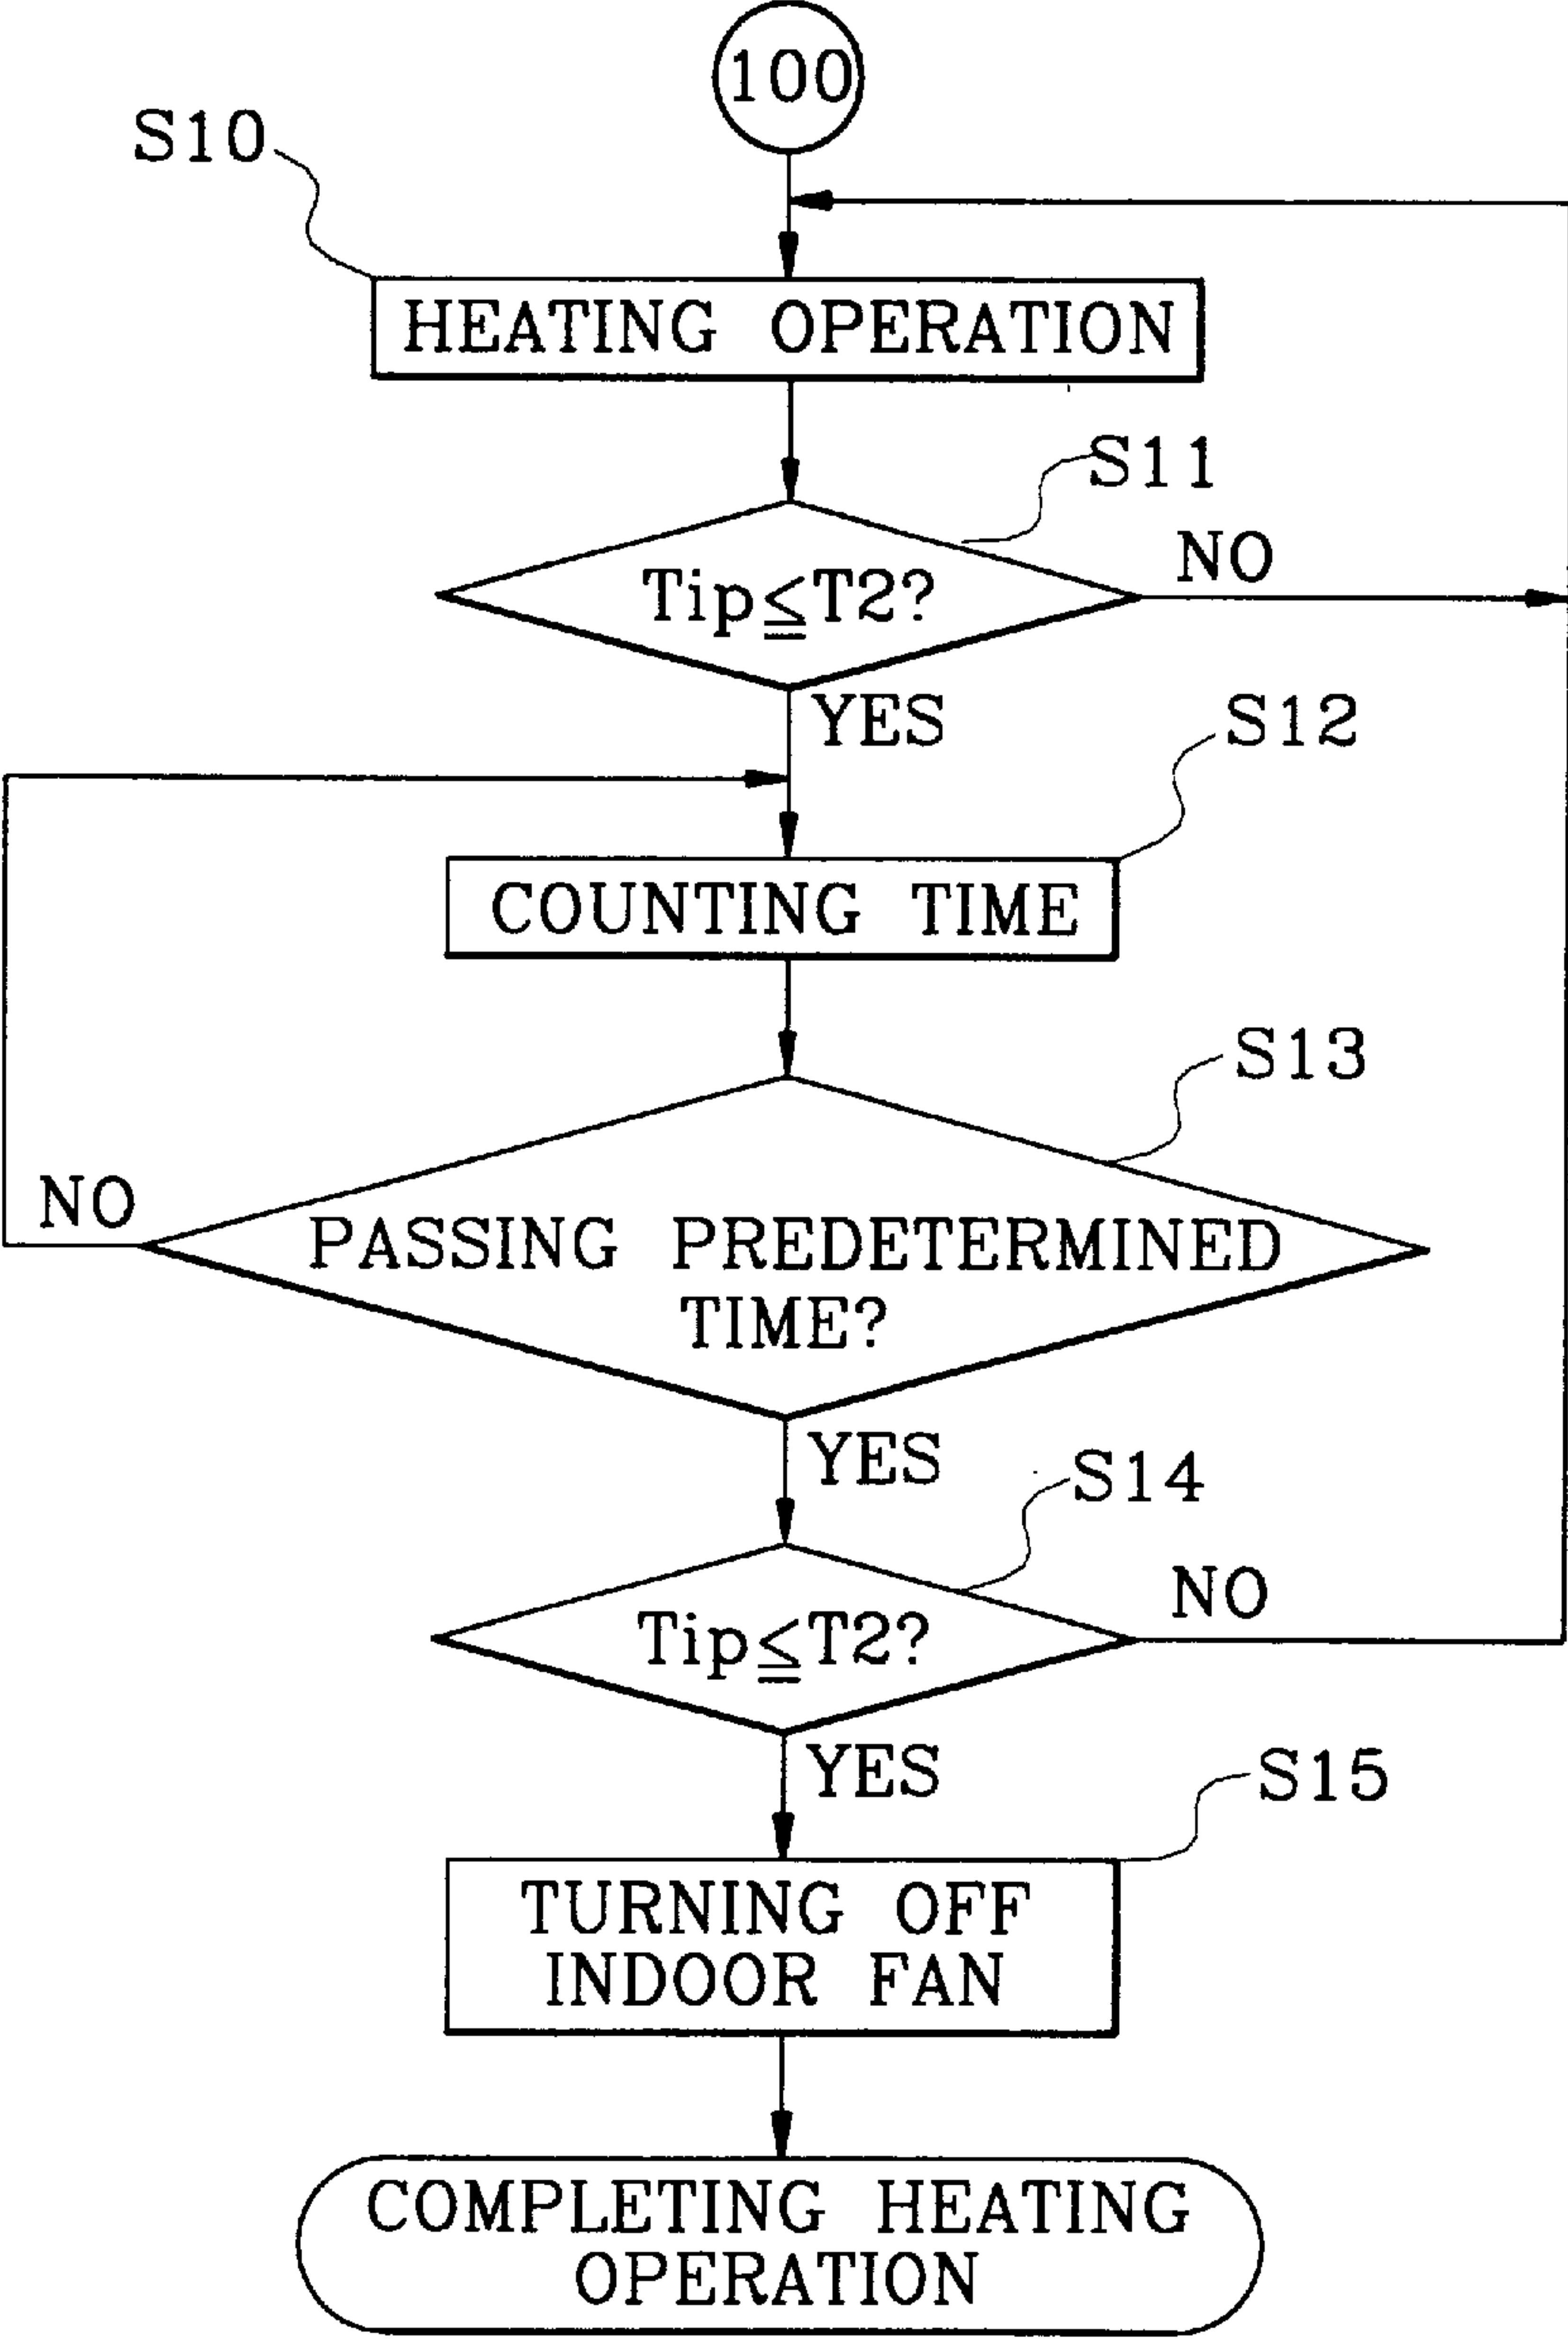 100
S10
HEATING OPERATION
S11
Tip≦T2?
NO
YES
S12
COUNTING TIME
S13
NO
PASSING PREDETERMINED
TIME?
YES
S14
Tip≦T2?
NO
YES
S15
TURNING OFF
INDOOR FAN
COMPLETING HEATING
OPERATION